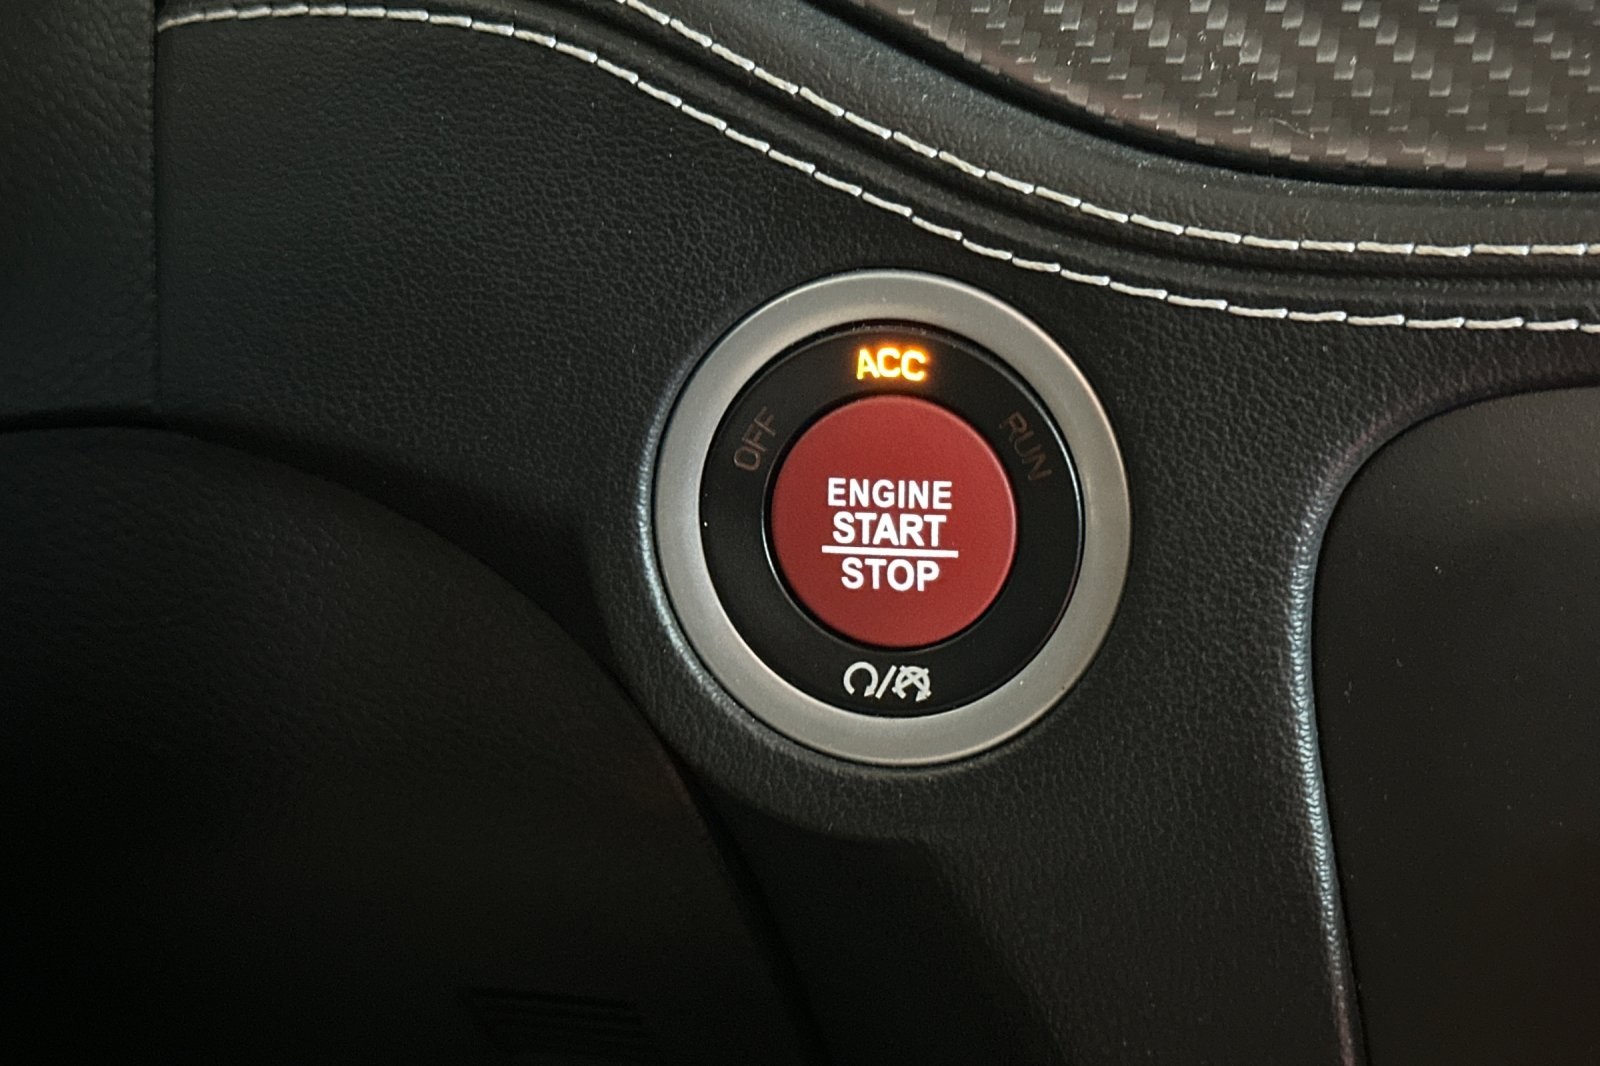 ACC
OFF
RUN
ENGINE
START
STOP